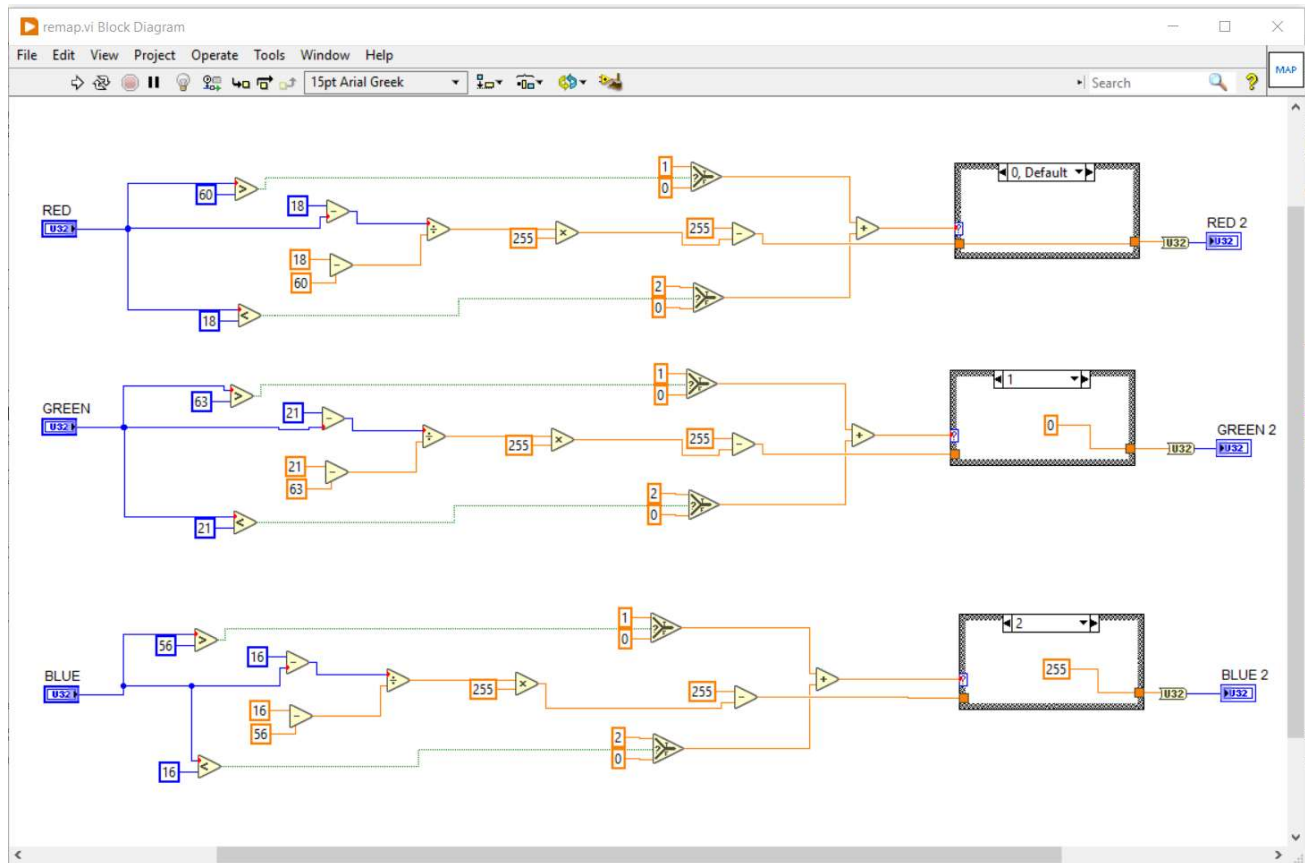 remap.vi Block Diagram
File Edit View Project Operate Tools Window Help
15pt Arial Greek
Search
MAP
RED
U32
60
>
18
-
18
60
-
÷
255
×
18
<
1
0
255
-
2
0
+
0, Default
U32
RED 2
U32
GREEN
U32
63
>
21
-
21
63
-
÷
255
×
21
<
1
0
255
-
2
0
+
1
0
U32
GREEN 2
U32
BLUE
U32
56
>
16
-
16
56
-
÷
255
×
16
<
1
0
255
-
2
0
+
2
255
U32
BLUE 2
U32